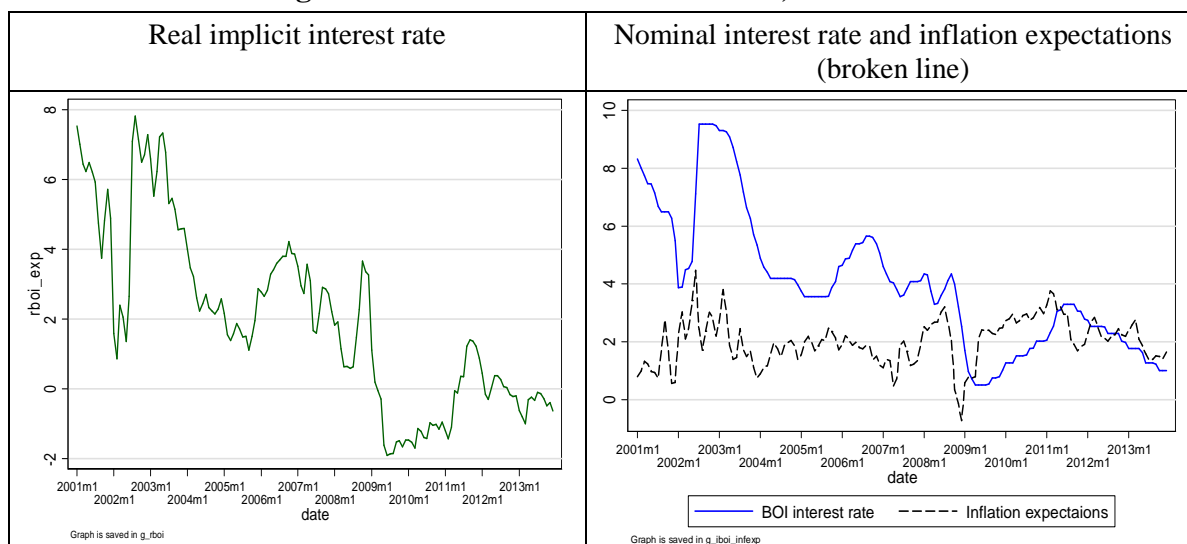 Real implicit interest rate
Nominal interest rate and inflation expectations
(broken line)
rboi_exp
8
6
4
2
0
-2
2001m1 2003m1 2005m1 2007m1 2009m1 2011m1 2013m1
2002m1 2004m1 2006m1 2008m1 2010m1 2012m1
date
Graph is saved in g_rboi
10
8
6
4
2
0
2001m1 2003m1 2005m1 2007m1 2009m1 2011m1 2013m1
2002m1 2004m1 2006m1 2008m1 2010m1 2012m1
date
BOI interest rate Inflation expectaions
Graph is saved in g_iboi_infexp